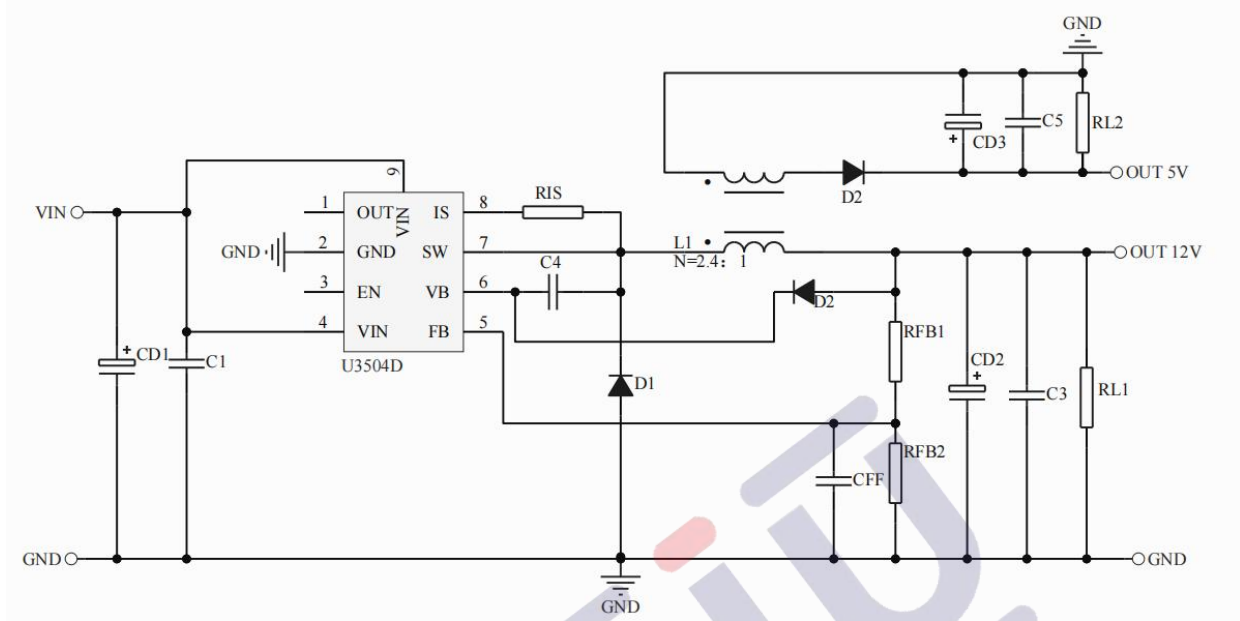 GND
C5
RL2
CD3
+
OUT 5V
D2
9
VIN
1
OUT
IS
8
RIS
VIN
GND
2
GND
SW
7
L1
N=2.4：1
OUT 12V
C4
3
EN
VB
6
D2
4
VIN
FB
5
RFB1
+
CD1
C1
U3504D
D1
CD2
+
C3
RL1
RFB2
CFF
GND
GND
GND